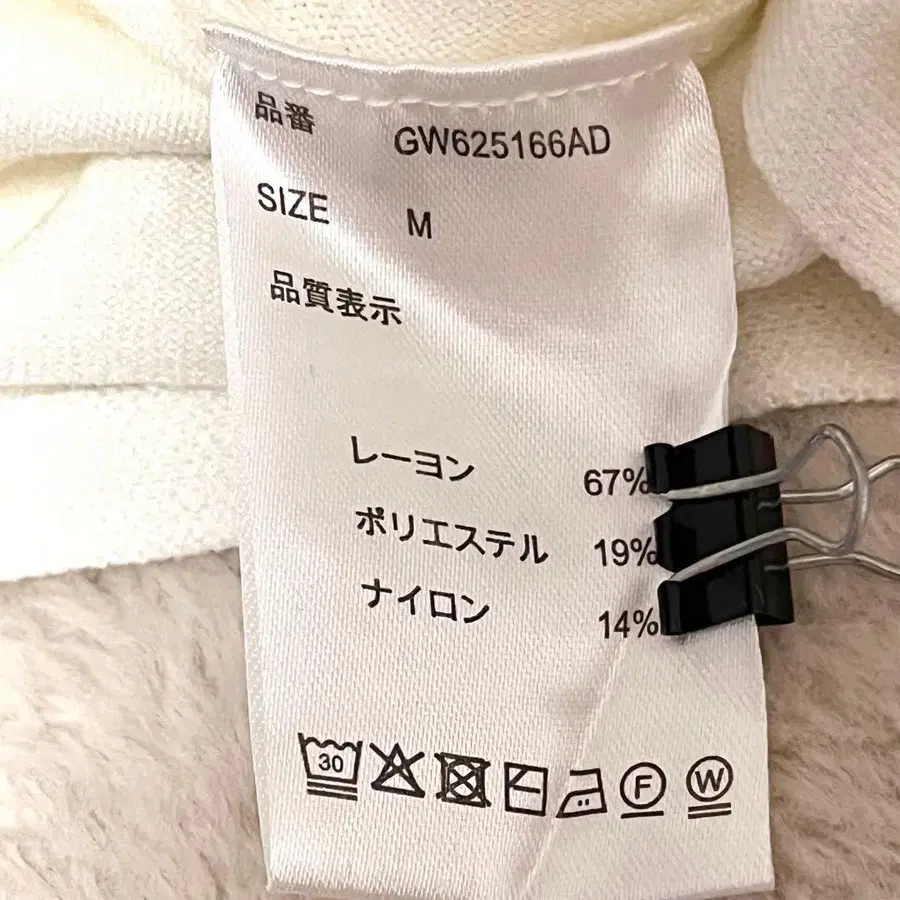 品番 GW625166AD
SIZE M
品質表示
レーヨン 67%
ポリエステル 19%
ナイロン 14%
30 F W